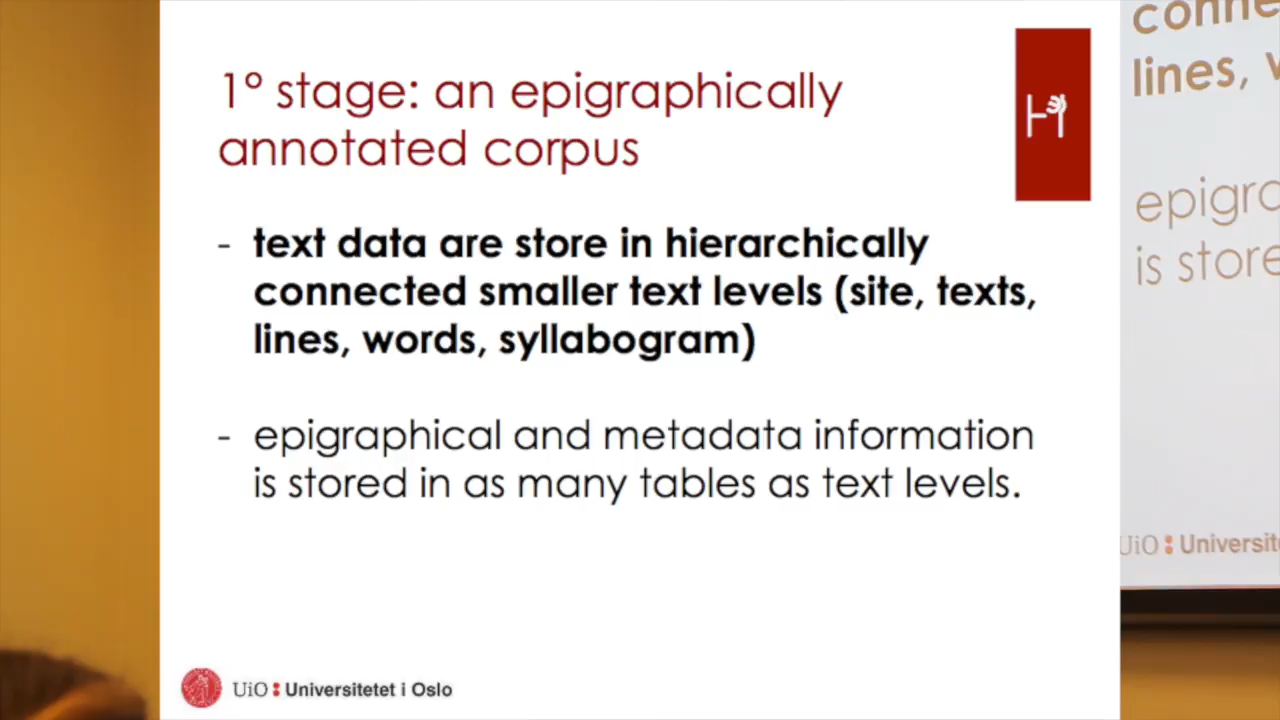 1° stage: an epigraphically
annotated corpus
- text data are store in hierarchically
connected smaller text levels (site, texts,
lines, words, syllabogram)
- epigraphical and metadata information
is stored in as many tables as text levels.
UiO : Universitetet i Oslo
conne
lines, w
epigra
is store
UiO : Universite